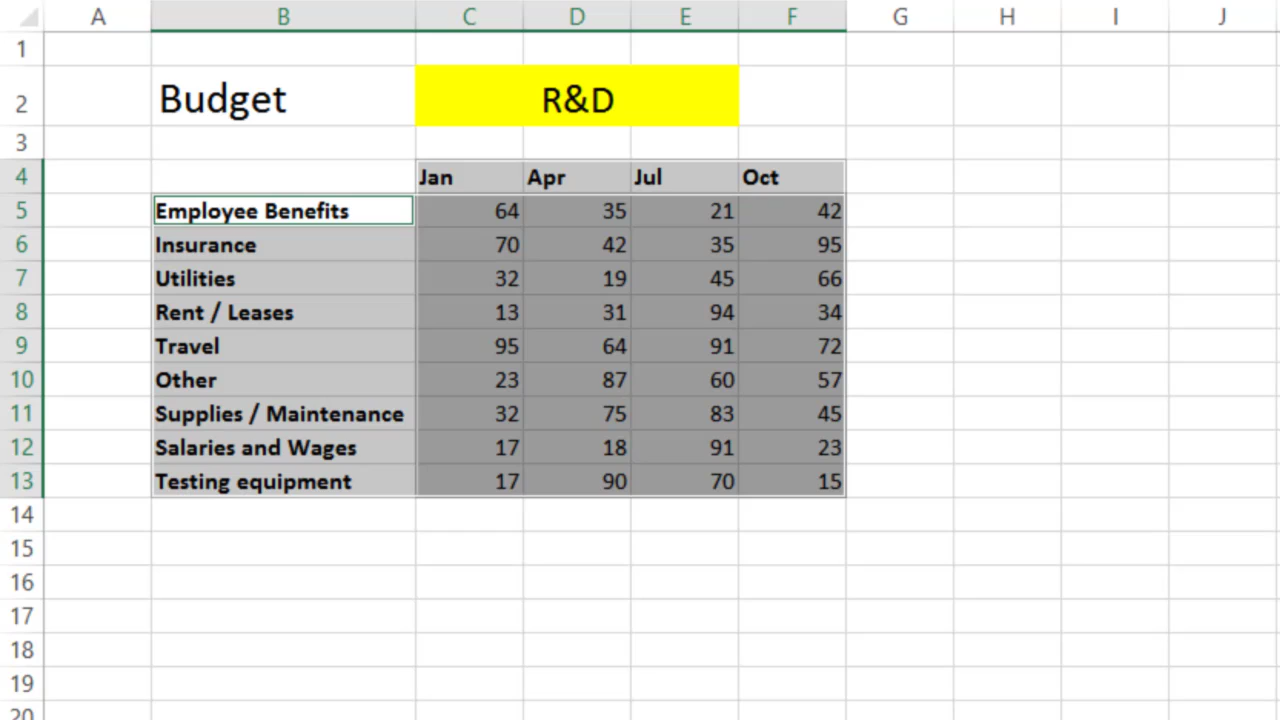 A B C D E F G H I J
1
2 Budget R&D
3
4 Jan Apr Jul Oct
5 Employee Benefits 64 35 21 42
6 Insurance 70 42 35 95
7 Utilities 32 19 45 66
8 Rent / Leases 13 31 94 34
9 Travel 95 64 91 72
10 Other 23 87 60 57
11 Supplies / Maintenance 32 75 83 45
12 Salaries and Wages 17 18 91 23
13 Testing equipment 17 90 70 15
14
15
16
17
18
19
20